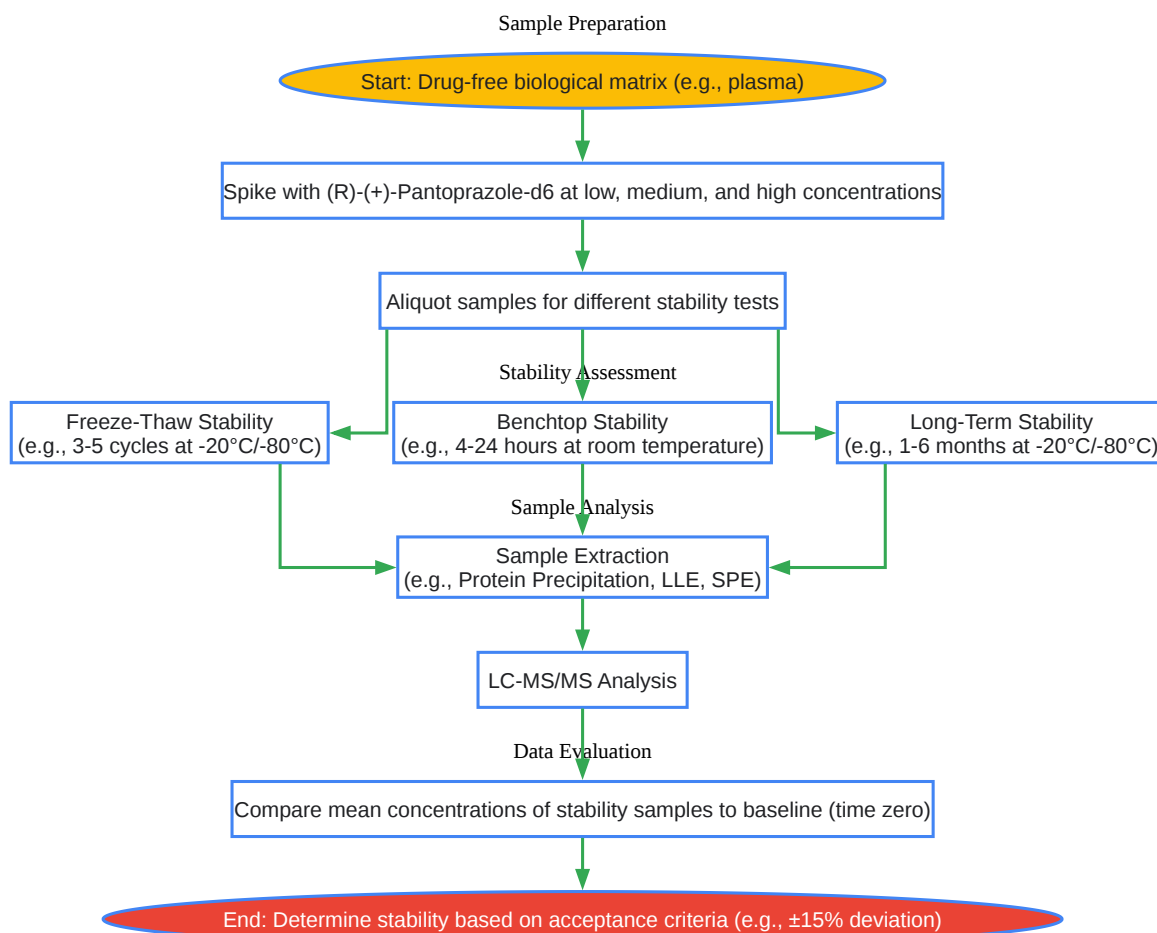 Sample Preparation
Start: Drug-free biological matrix (e.g., plasma)
Spike with (R)-(+)-Pantoprazole-d6 at low, medium, and high concentrations
Aliquot samples for different stability tests
Stability Assessment
Freeze-Thaw Stability
(e.g., 3-5 cycles at -20°C/-80°C)
Benchtop Stability
(e.g., 4-24 hours at room temperature)
Long-Term Stability
(e.g., 1-6 months at -20°C/-80°C)
Sample Analysis
Sample Extraction
(e.g., Protein Precipitation, LLE, SPE)
LC-MS/MS Analysis
Data Evaluation
Compare mean concentrations of stability samples to baseline (time zero)
End: Determine stability based on acceptance criteria (e.g., ±15% deviation)